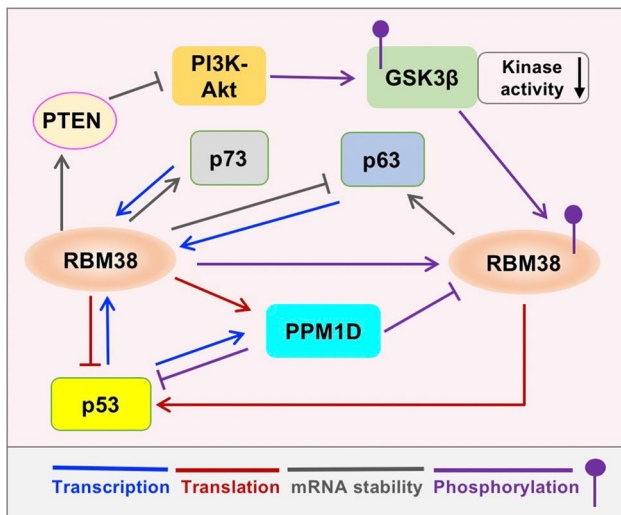 PI3K-
Akt
GSK3β
Kinase
activity
PTEN
p73
p63
RBM38
RBM38
PPM1D
p53
Transcription Translation mRNA stability Phosphorylation